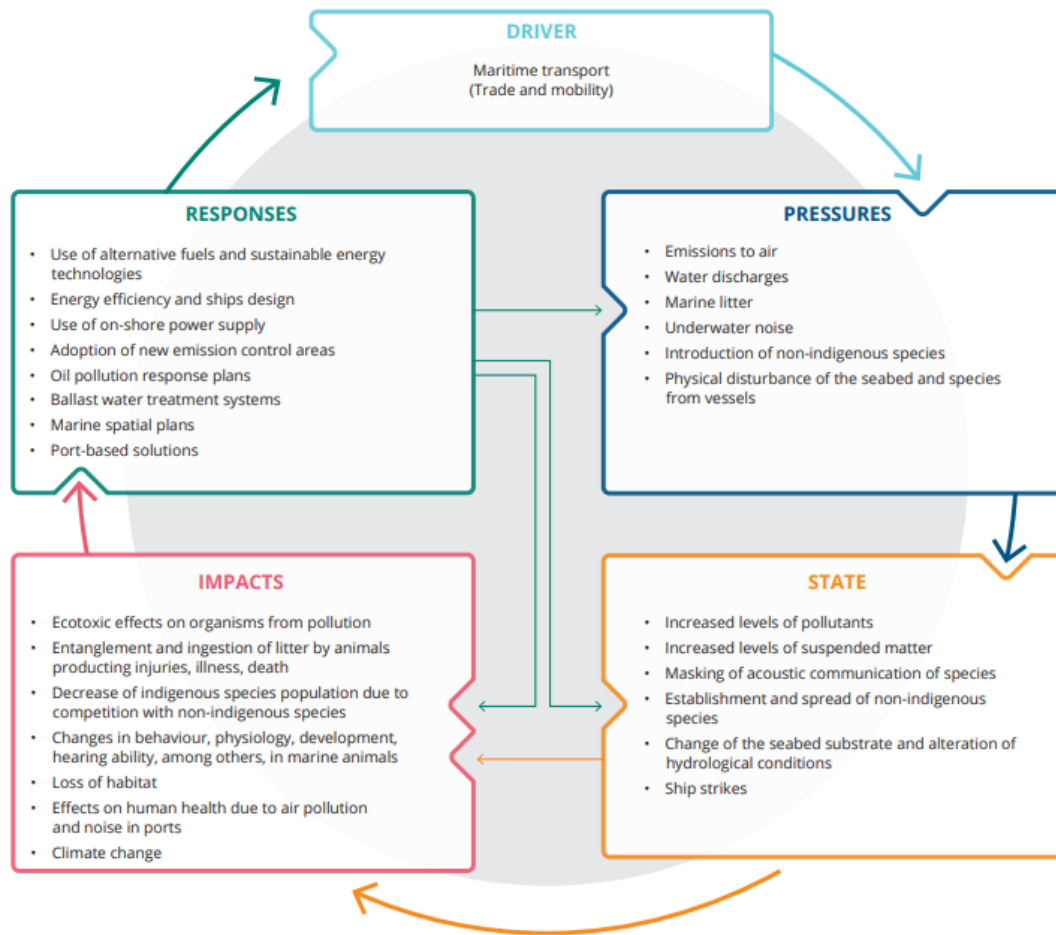 DRIVER
Maritime transport
(Trade and mobility)
RESPONSES
• Use of alternative fuels and sustainable energy
technologies
• Energy efficiency and ships design
• Use of on-shore power supply
• Adoption of new emission control areas
• Oil pollution response plans
• Ballast water treatment systems
• Marine spatial plans
• Port-based solutions
PRESSURES
• Emissions to air
• Water discharges
• Marine litter
• Underwater noise
• Introduction of non-indigenous species
• Physical disturbance of the seabed and species
from vessels
IMPACTS
• Ecotoxic effects on organisms from pollution
• Entanglement and ingestion of litter by animals
producting injuries, illness, death
• Decrease of indigenous species population due to
competition with non-indigenous species
• Changes in behaviour, physiology, development,
hearing ability, among others, in marine animals
• Loss of habitat
• Effects on human health due to air pollution
and noise in ports
• Climate change
STATE
• Increased levels of pollutants
• Increased levels of suspended matter
• Masking of acoustic communication of species
• Establishment and spread of non-indigenous
species
• Change of the seabed substrate and alteration of
hydrological conditions
• Ship strikes